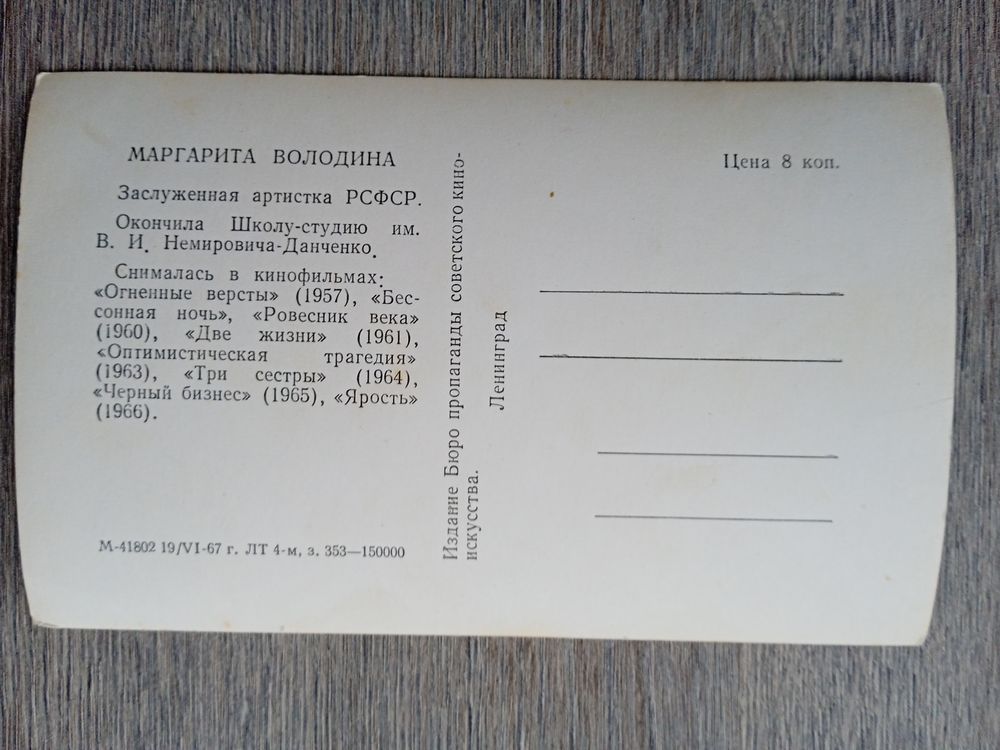 МАРГАРИТА ВОЛОДИНА
Заслуженная артистка РСФСР.
Окончила Школу-студию им.
В. И. Немировича-Данченко.
Снималась в кинофильмах:
«Огненные версты» (1957), «Бес-
сонная ночь», «Ровесник века»
(1960), «Две жизни» (1961),
«Оптимистическая трагедия»
(1963), «Три сестры» (1964),
«Черный бизнес» (1965), «Ярость»
(1966).
М-41802 19/VI-67 г. ЛТ 4-м, з. 353—150000
Издание Бюро пропаганды советского кино-
искусства.
Ленинград
Цена 8 коп.